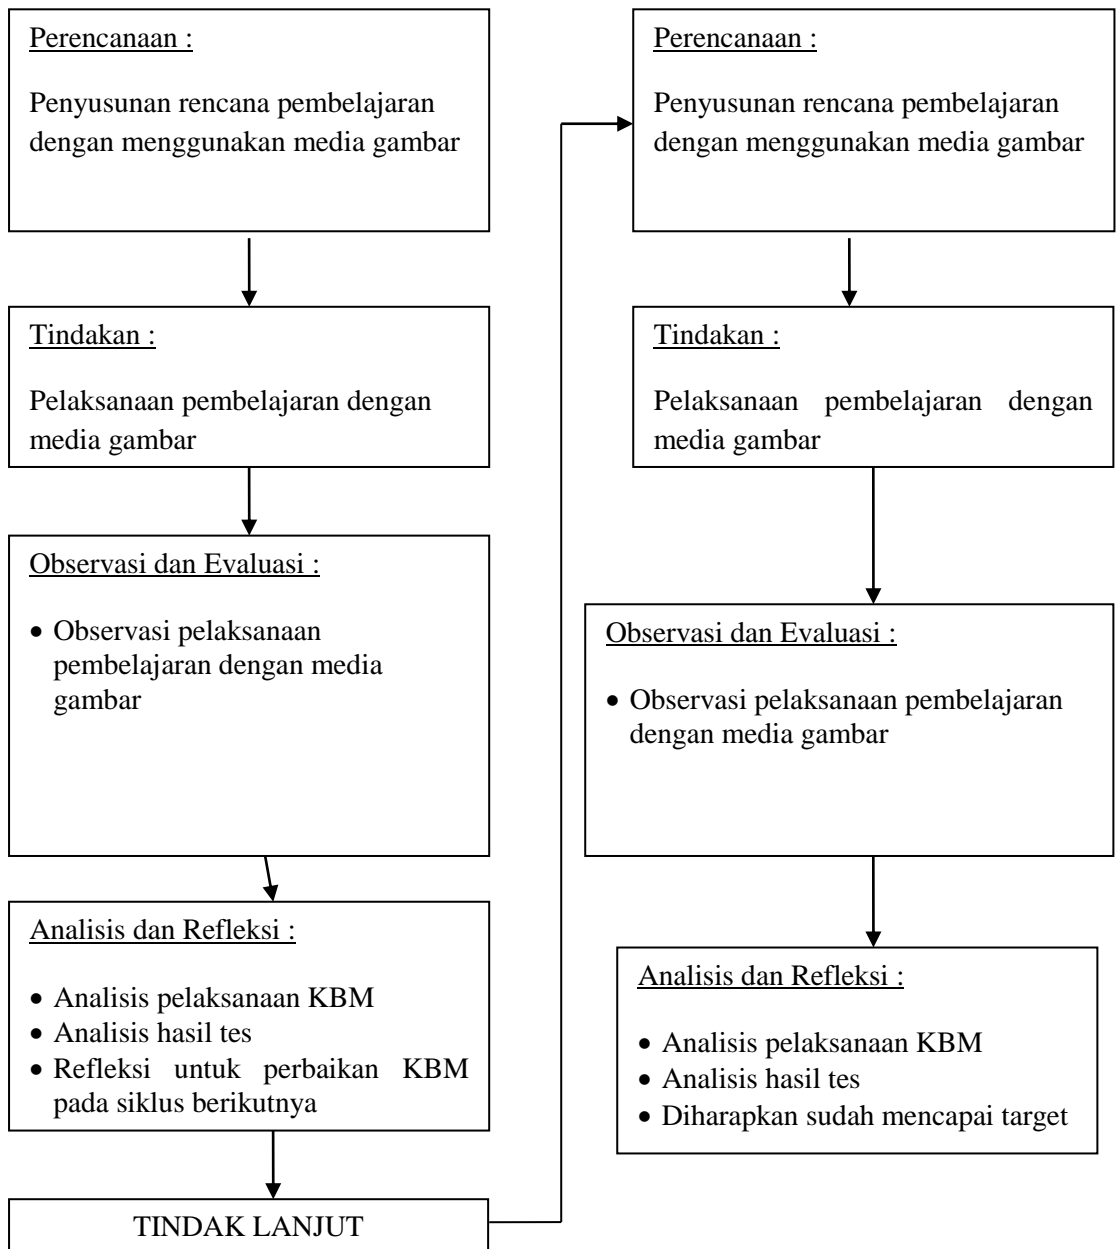 Perencanaan :
Penyusunan rencana pembelajaran
dengan menggunakan media gambar
Tindakan :
Pelaksanaan pembelajaran dengan
media gambar
Observasi dan Evaluasi :
• Observasi pelaksanaan
pembelajaran dengan media
gambar
Analisis dan Refleksi :
• Analisis pelaksanaan KBM
• Analisis hasil tes
• Refleksi untuk perbaikan KBM
pada siklus berikutnya
TINDAK LANJUT
Perencanaan :
Penyusunan rencana pembelajaran
dengan menggunakan media gambar
Tindakan :
Pelaksanaan pembelajaran dengan
media gambar
Observasi dan Evaluasi :
• Observasi pelaksanaan pembelajaran
dengan media gambar
Analisis dan Refleksi :
• Analisis pelaksanaan KBM
• Analisis hasil tes
• Diharapkan sudah mencapai target